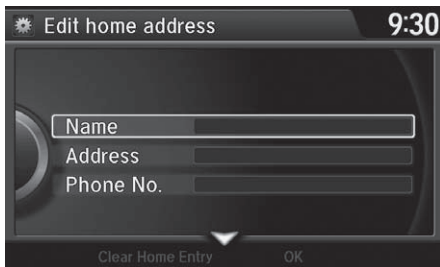 Edit home address
9:30
Name
Address
Phone No.
Clear Home Entry
OK